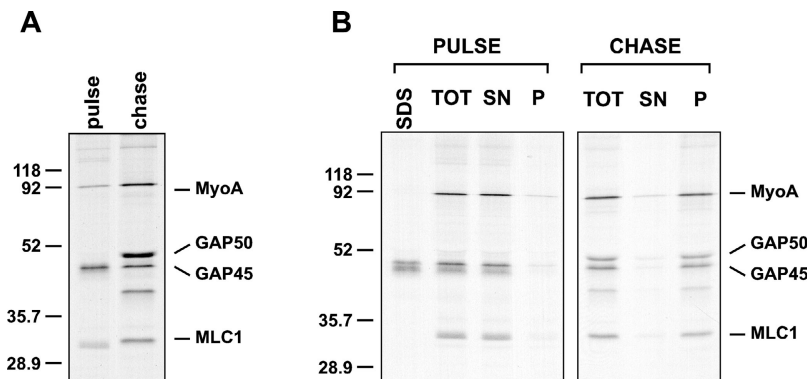 A
pulse
chase
118
92
52
35.7
28.9
MyoA
GAP50
GAP45
MLC1
B
PULSE
CHASE
SDS
TOT
SN
P
TOT
SN
P
118
92
52
35.7
28.9
MyoA
GAP50
GAP45
MLC1